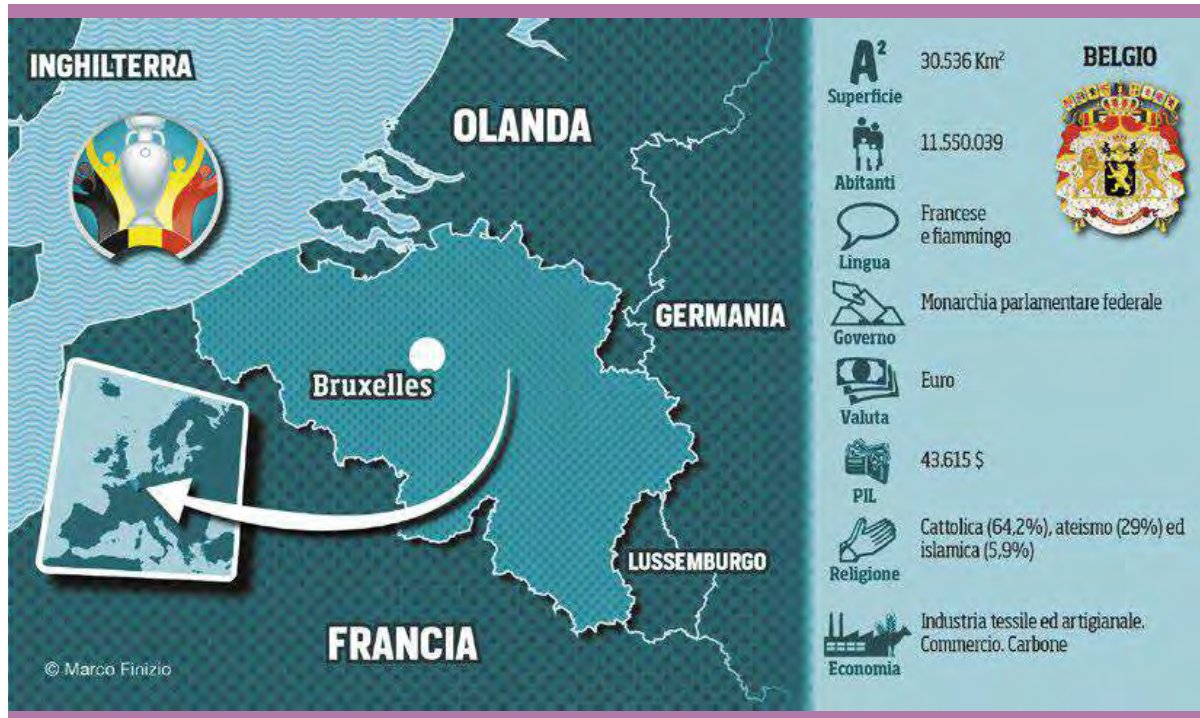 INGHILTERRA
OLANDA
GERMANIA
Bruxelles
LUSSEMBURGO
FRANCIA
© Marco Finizio
BELGIO
A²
Superficie
30.536 Km²
Abitanti
11.550.039
Lingua
Francese
e fiammingo
Governo
Monarchia parlamentare federale
Valuta
Euro
PIL
43.615 $
Religione
Cattolica (64,2%), ateismo (29%) ed
islamica (5,9%)
Economia
Industria tessile ed artigianale.
Commercio. Carbone